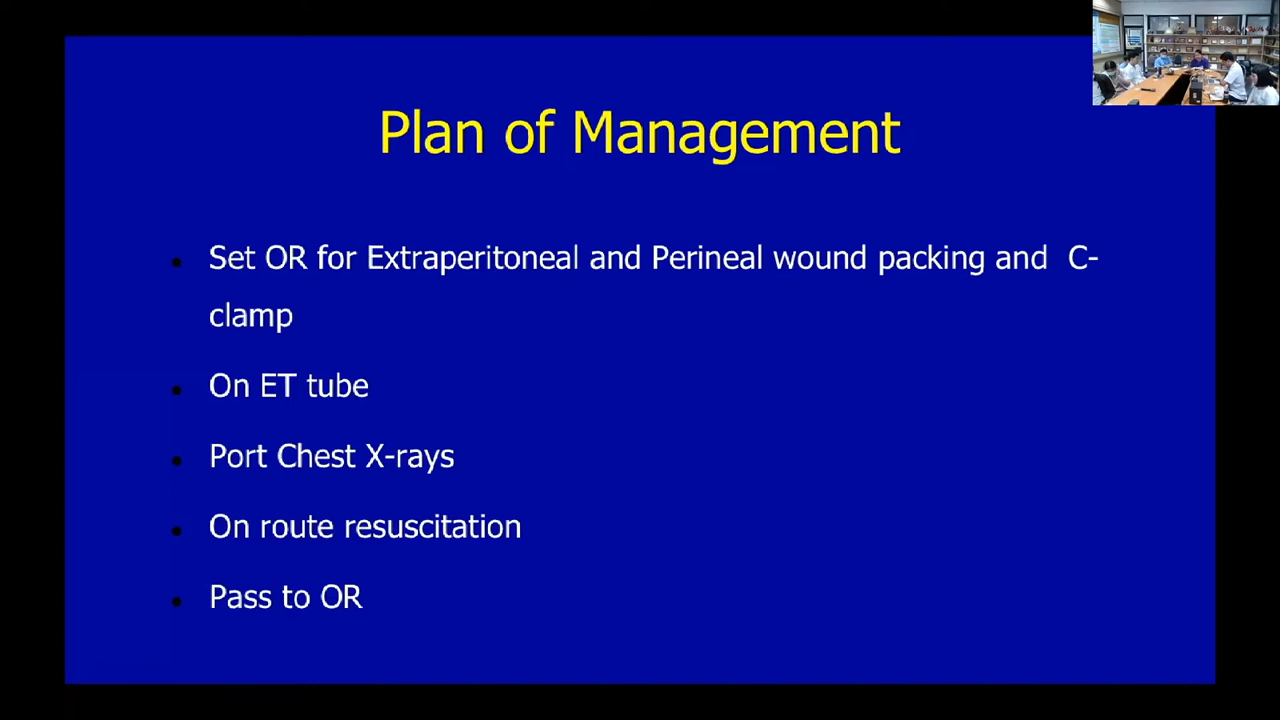 Plan of Management
Set OR for Extraperitoneal and Perineal wound packing and C-
clamp
On ET tube
Port Chest X-rays
On route resuscitation
Pass to OR